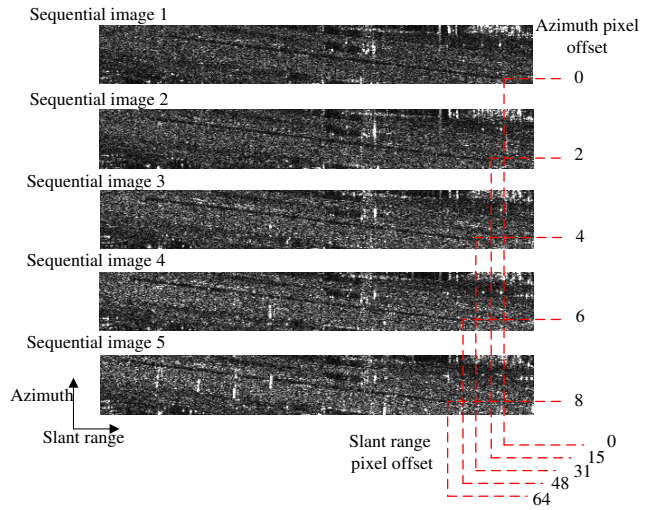 Sequential image 1
Azimuth pixel
offset
0
Sequential image 2
2
Sequential image 3
4
Sequential image 4
6
Sequential image 5
8
Azimuth
Slant range
Slant range
pixel offset
0
15
31
48
64